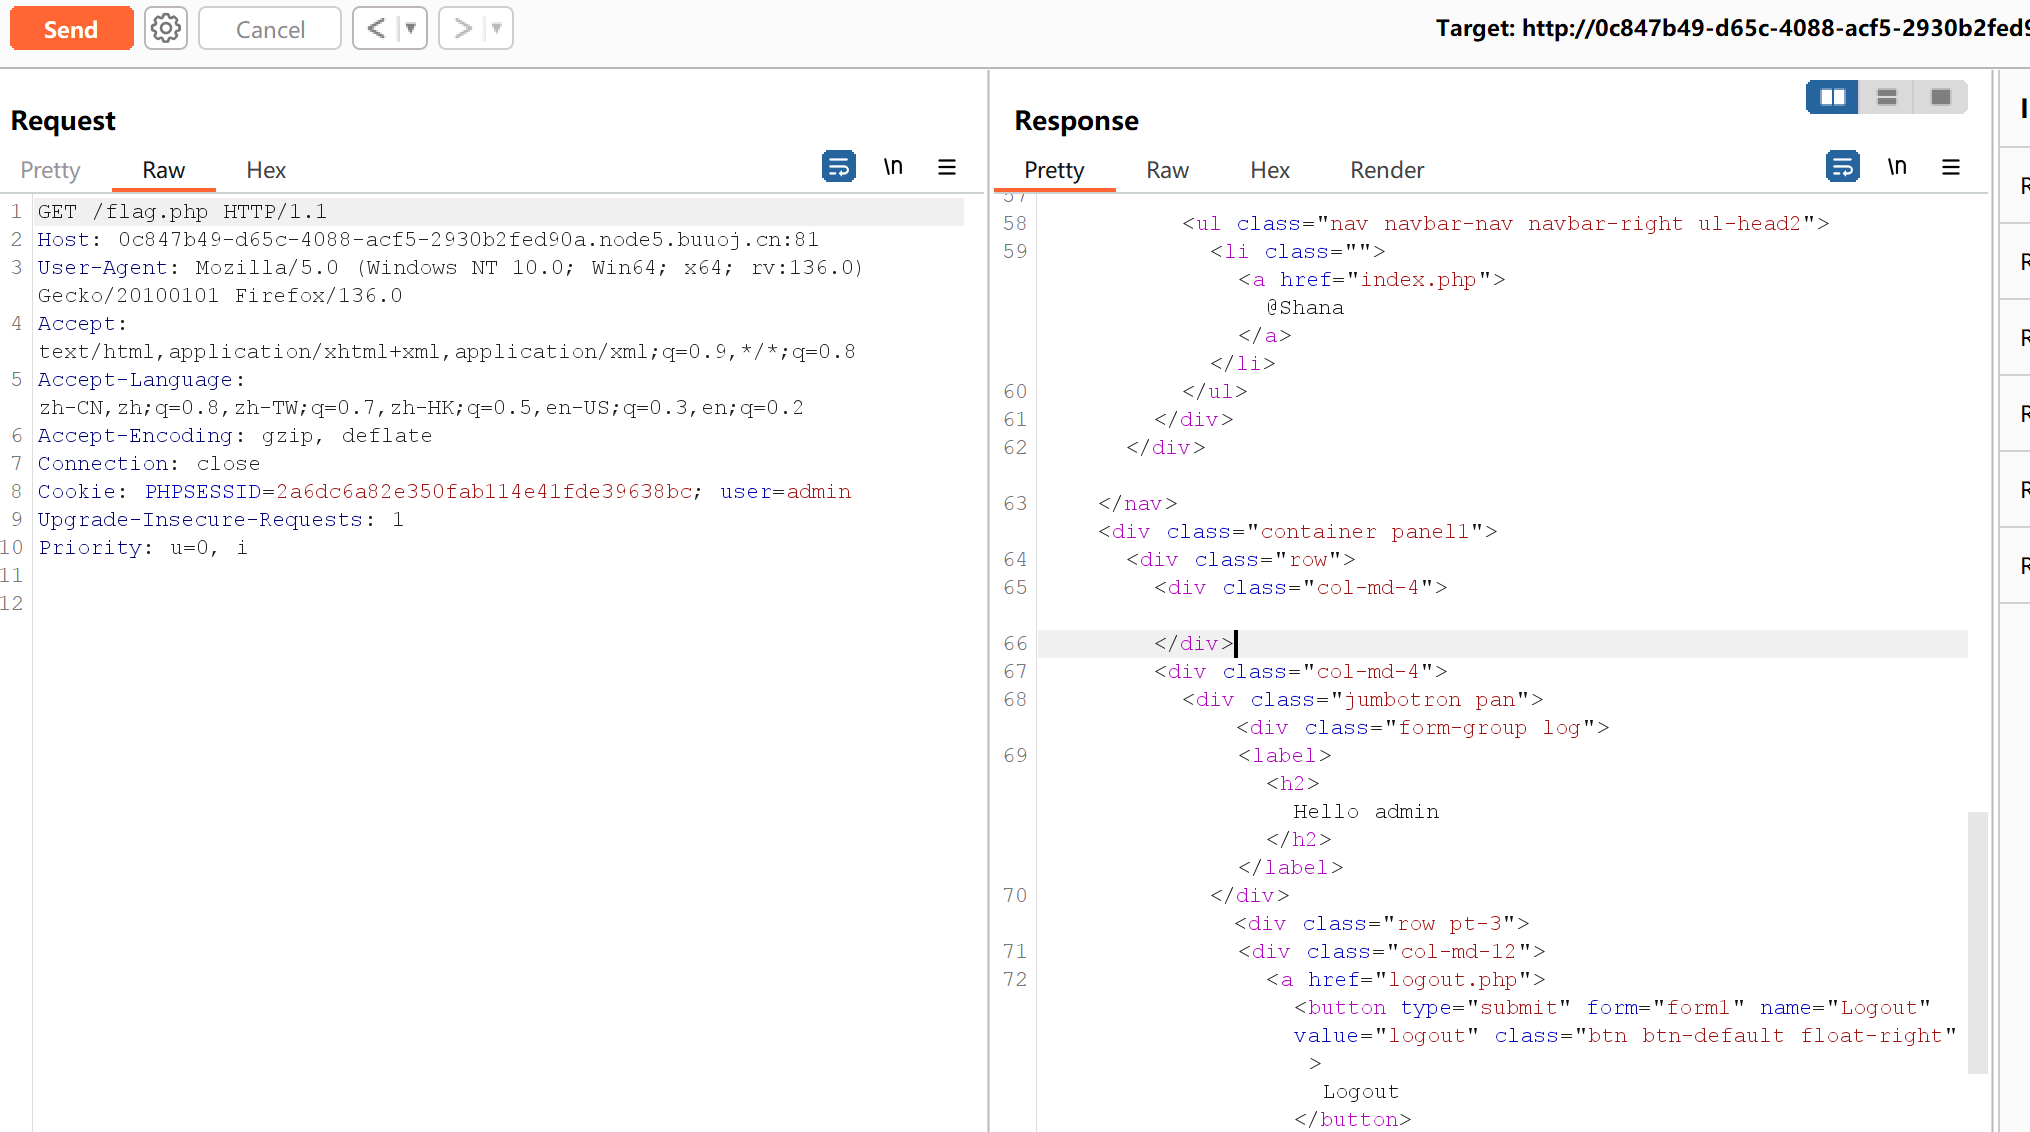 Send
Cancel
<
>
Target: http://0c847b49-d65c-4088-acf5-2930b2fed9
Request
Pretty
Raw
Hex
\n
1 GET /flag.php HTTP/1.1
2 Host: 0c847b49-d65c-4088-acf5-2930b2fed90a.node5.buuoj.cn:81
3 User-Agent: Mozilla/5.0 (Windows NT 10.0; Win64; x64; rv:136.0)
Gecko/20100101 Firefox/136.0
4 Accept:
text/html,application/xhtml+xml,application/xml;q=0.9,*/*;q=0.8
5 Accept-Language:
zh-CN,zh;q=0.8,zh-TW;q=0.7,zh-HK;q=0.5,en-US;q=0.3,en;q=0.2
6 Accept-Encoding: gzip, deflate
7 Connection: close
8 Cookie: PHPSESSID=2a6dc6a82e350fab114e41fde39638bc; user=admin
9 Upgrade-Insecure-Requests: 1
10 Priority: u=0, i
11
12
Response
Pretty
Raw
Hex
Render
\n
57
58 <ul class="nav navbar-nav navbar-right ul-head2">
59 <li class="">
<a href="index.php">
@Shana
</a>
</li>
60 </ul>
61 </div>
62 </div>
63 </nav>
<div class="container panel1">
64 <div class="row">
65 <div class="col-md-4">
66 </div>
67 <div class="col-md-4">
68 <div class="jumbotron pan">
<div class="form-group log">
69 <label>
<h2>
Hello admin
</h2>
</label>
70 </div>
<div class="row pt-3">
71 <div class="col-md-12">
72 <a href="logout.php">
<button type="submit" form="form1" name="Logout"
value="logout" class="btn btn-default float-right"
>
Logout
</button>